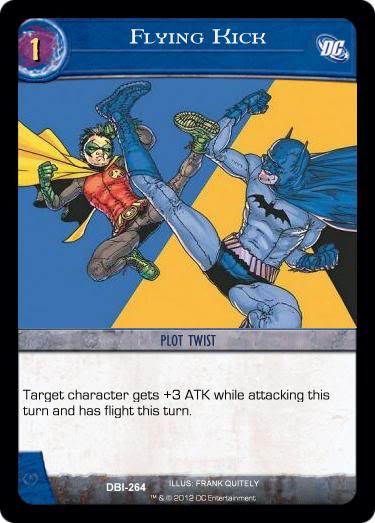 1
FLYING KICK
DC
PLOT TWIST
Target character gets +3 ATK while attacking this
turn and has flight this turn.
DBI-264 ILLUS: FRANK QUITELY
™ & © 2012 DC Entertainment